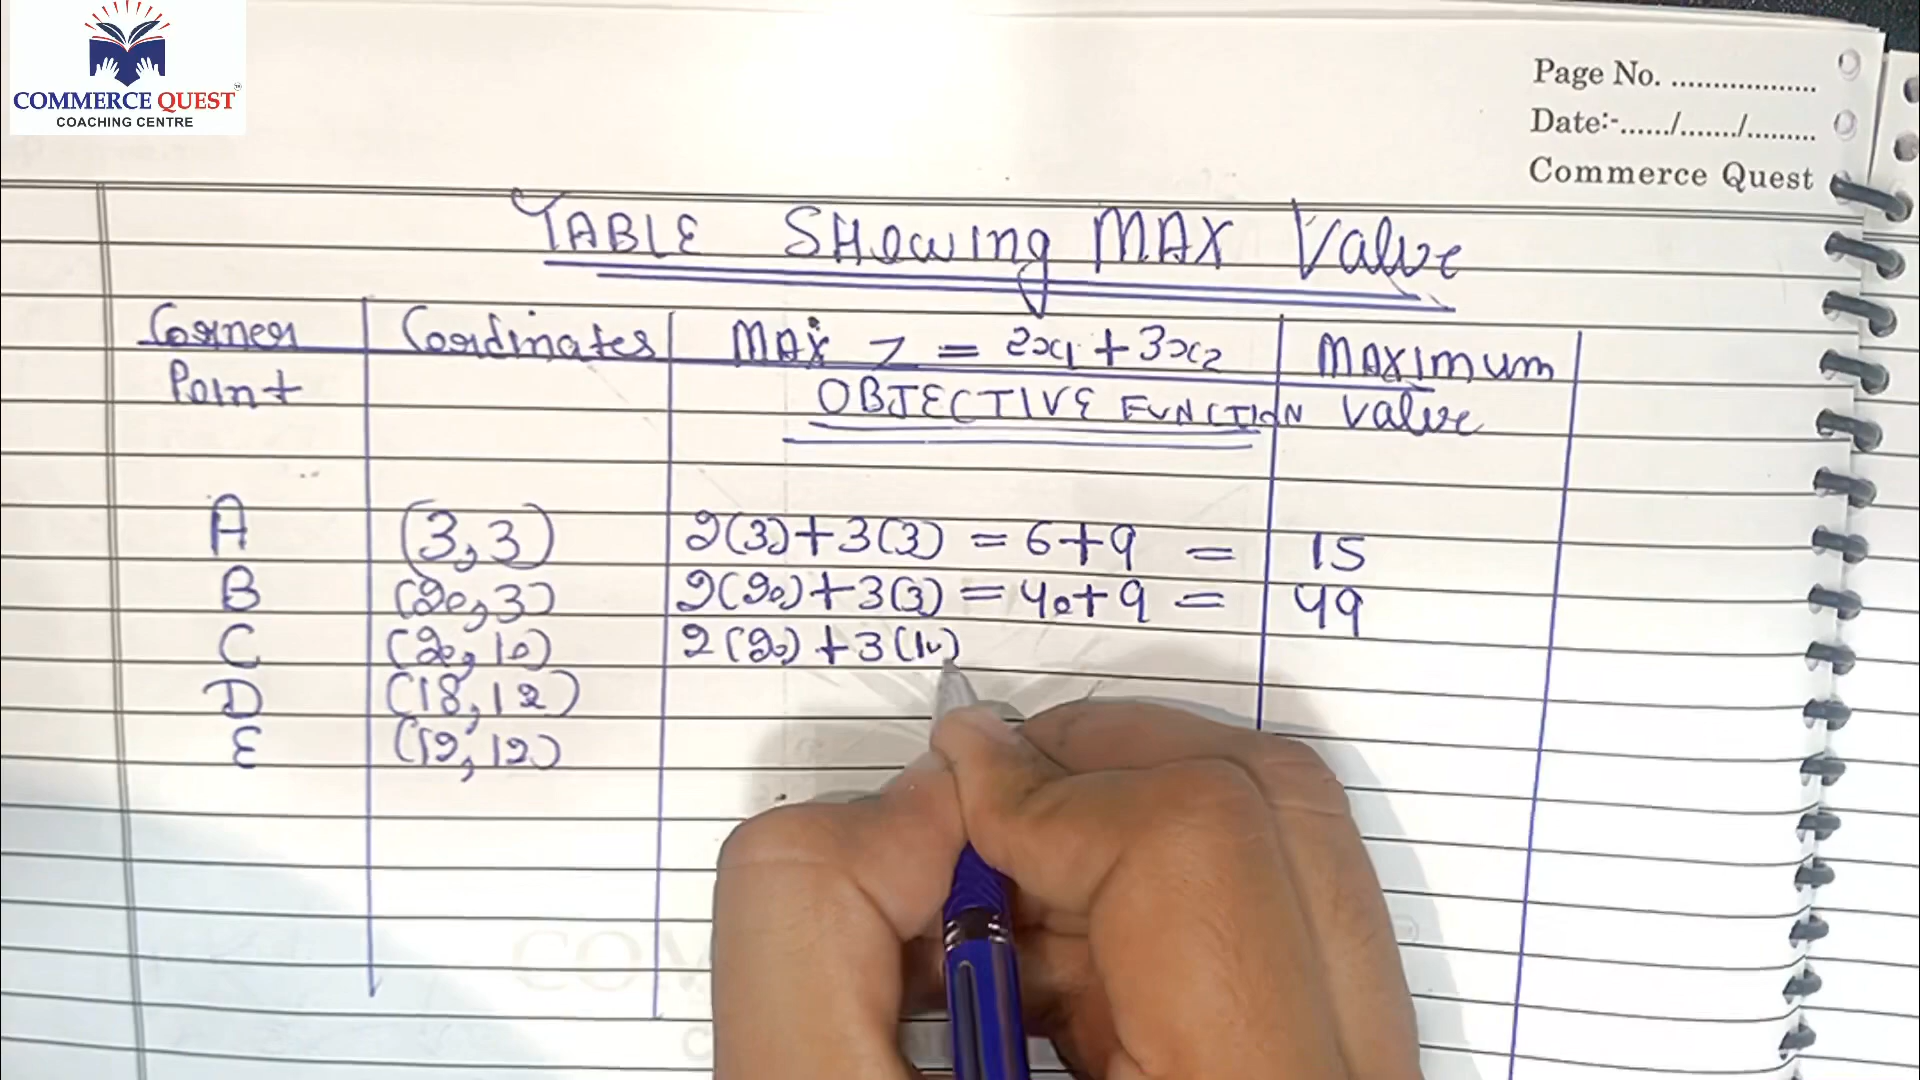 COMMERCE QUEST
COACHING CENTRE
Page No. ..................
Date:-....../......./.........
Commerce Quest
TABLE SHowing MAX Value
Corner Coordinates MAX Z = 2x1 + 3x2 MAXIMUM
Point OBJECTIVE FUNCTION Value
A (3,3) 2(3)+3(3) = 6+9 = 15
B (20,3) 2(20)+3(3) = 40+9 = 49
C (20,10) 2(20)+3(10)
D (18,12)
E (12,12)